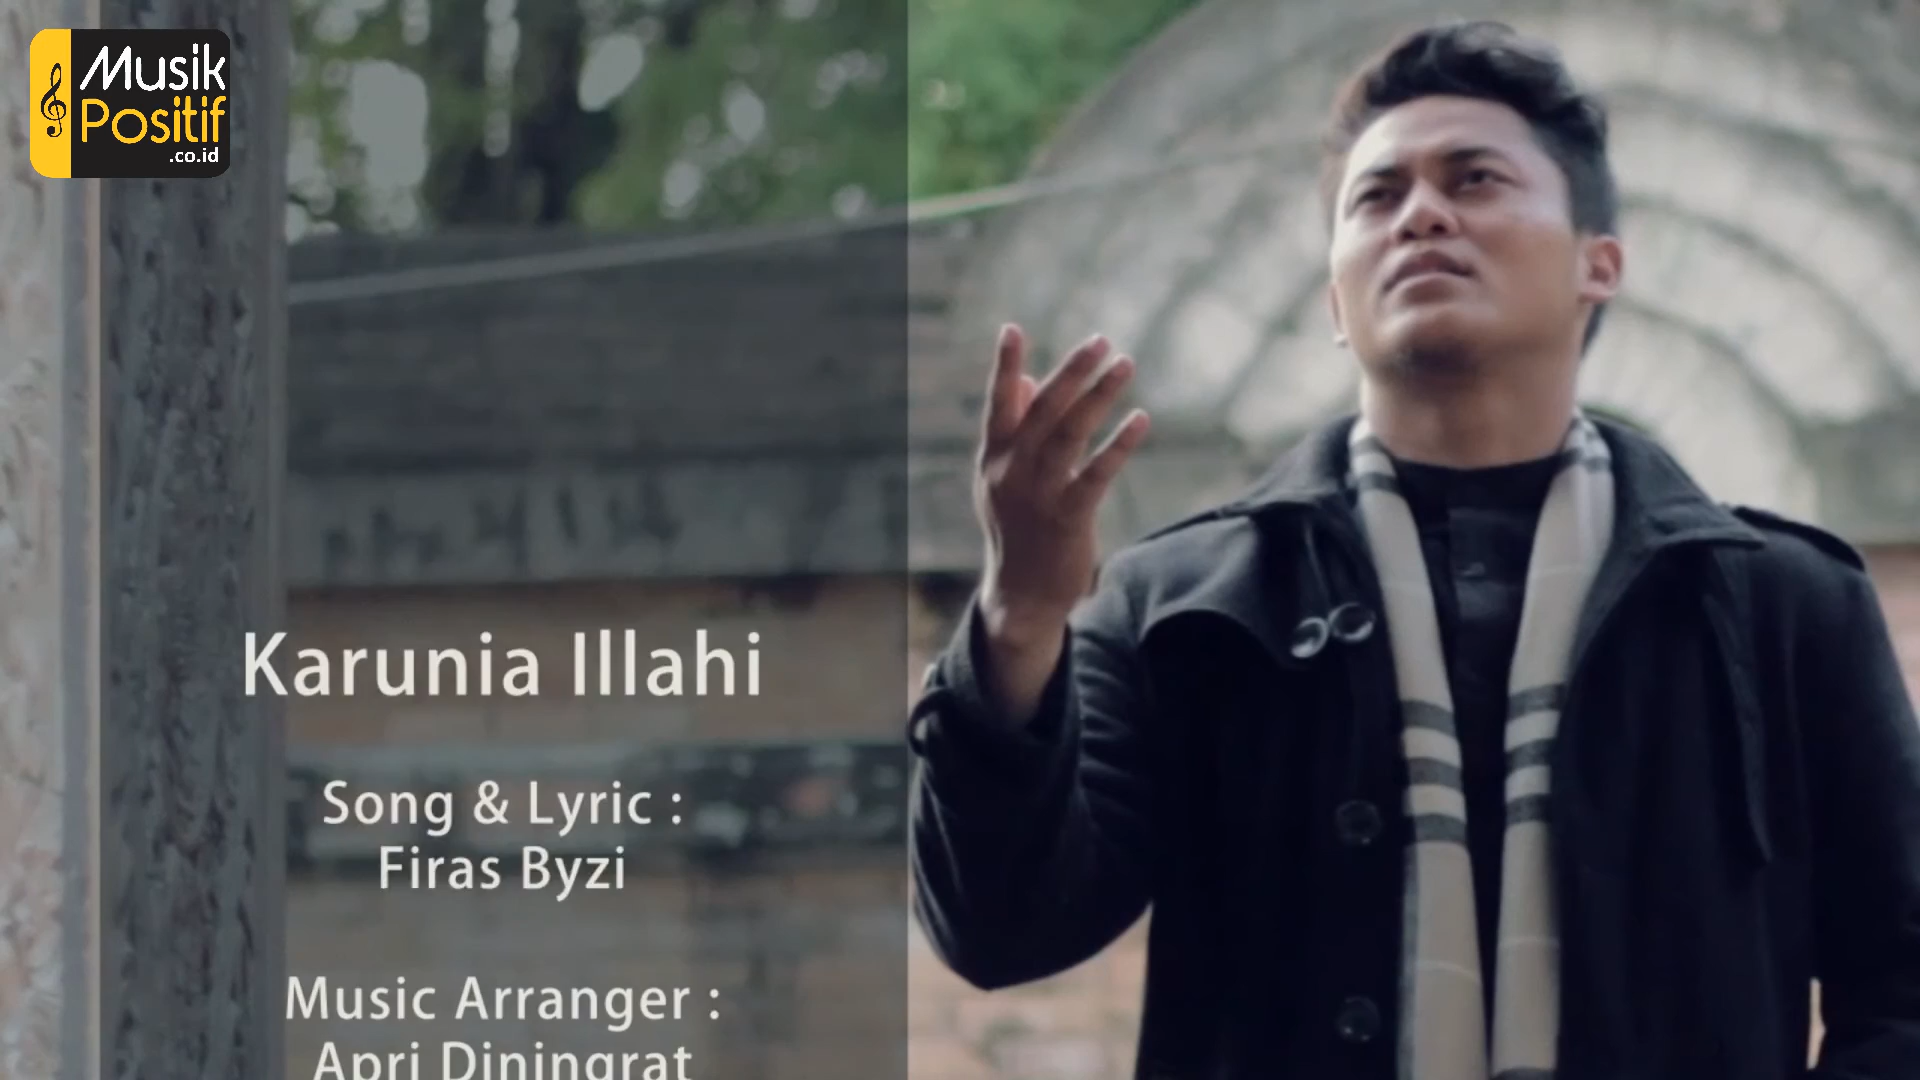 Musik
Positif
.co.id
Karunia Illahi
Song & Lyric :
Firas Byzi
Music Arranger :
Apri Diningrat